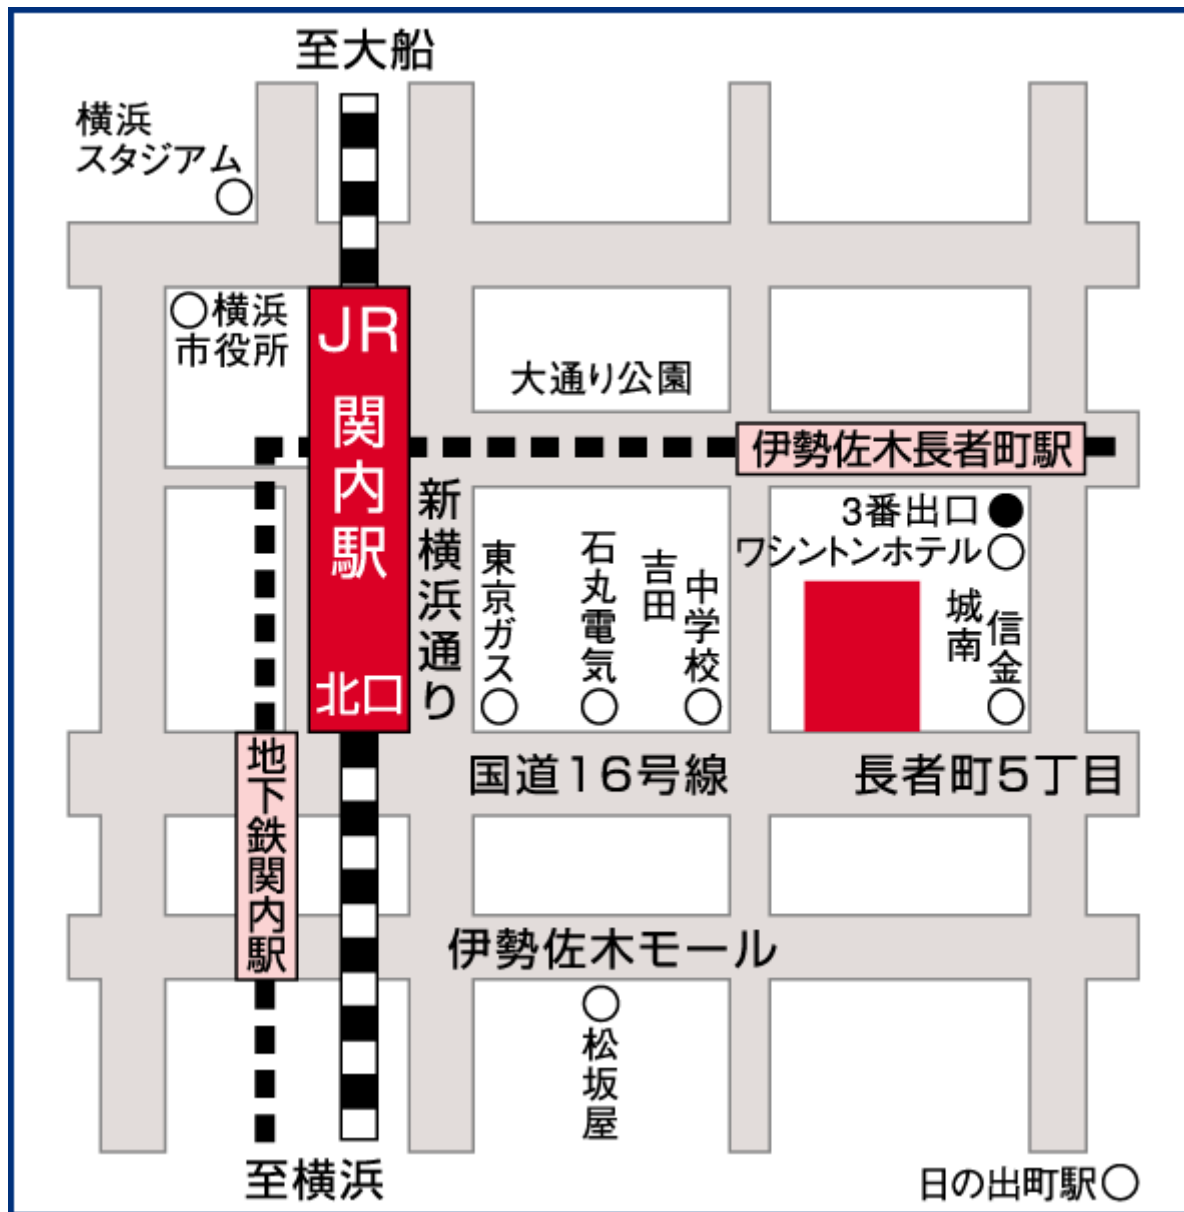 至大船
横浜
スタジアム
横浜
市役所
JR
関内駅
北口
大通り公園
伊勢佐木長者町駅
新横浜通り
東京ガス
石丸電気
吉田
中学校
3番出口
ワシントンホテル
城南
信金
国道16号線
長者町5丁目
地下鉄関内駅
伊勢佐木モール
松坂屋
至横浜
日の出町駅